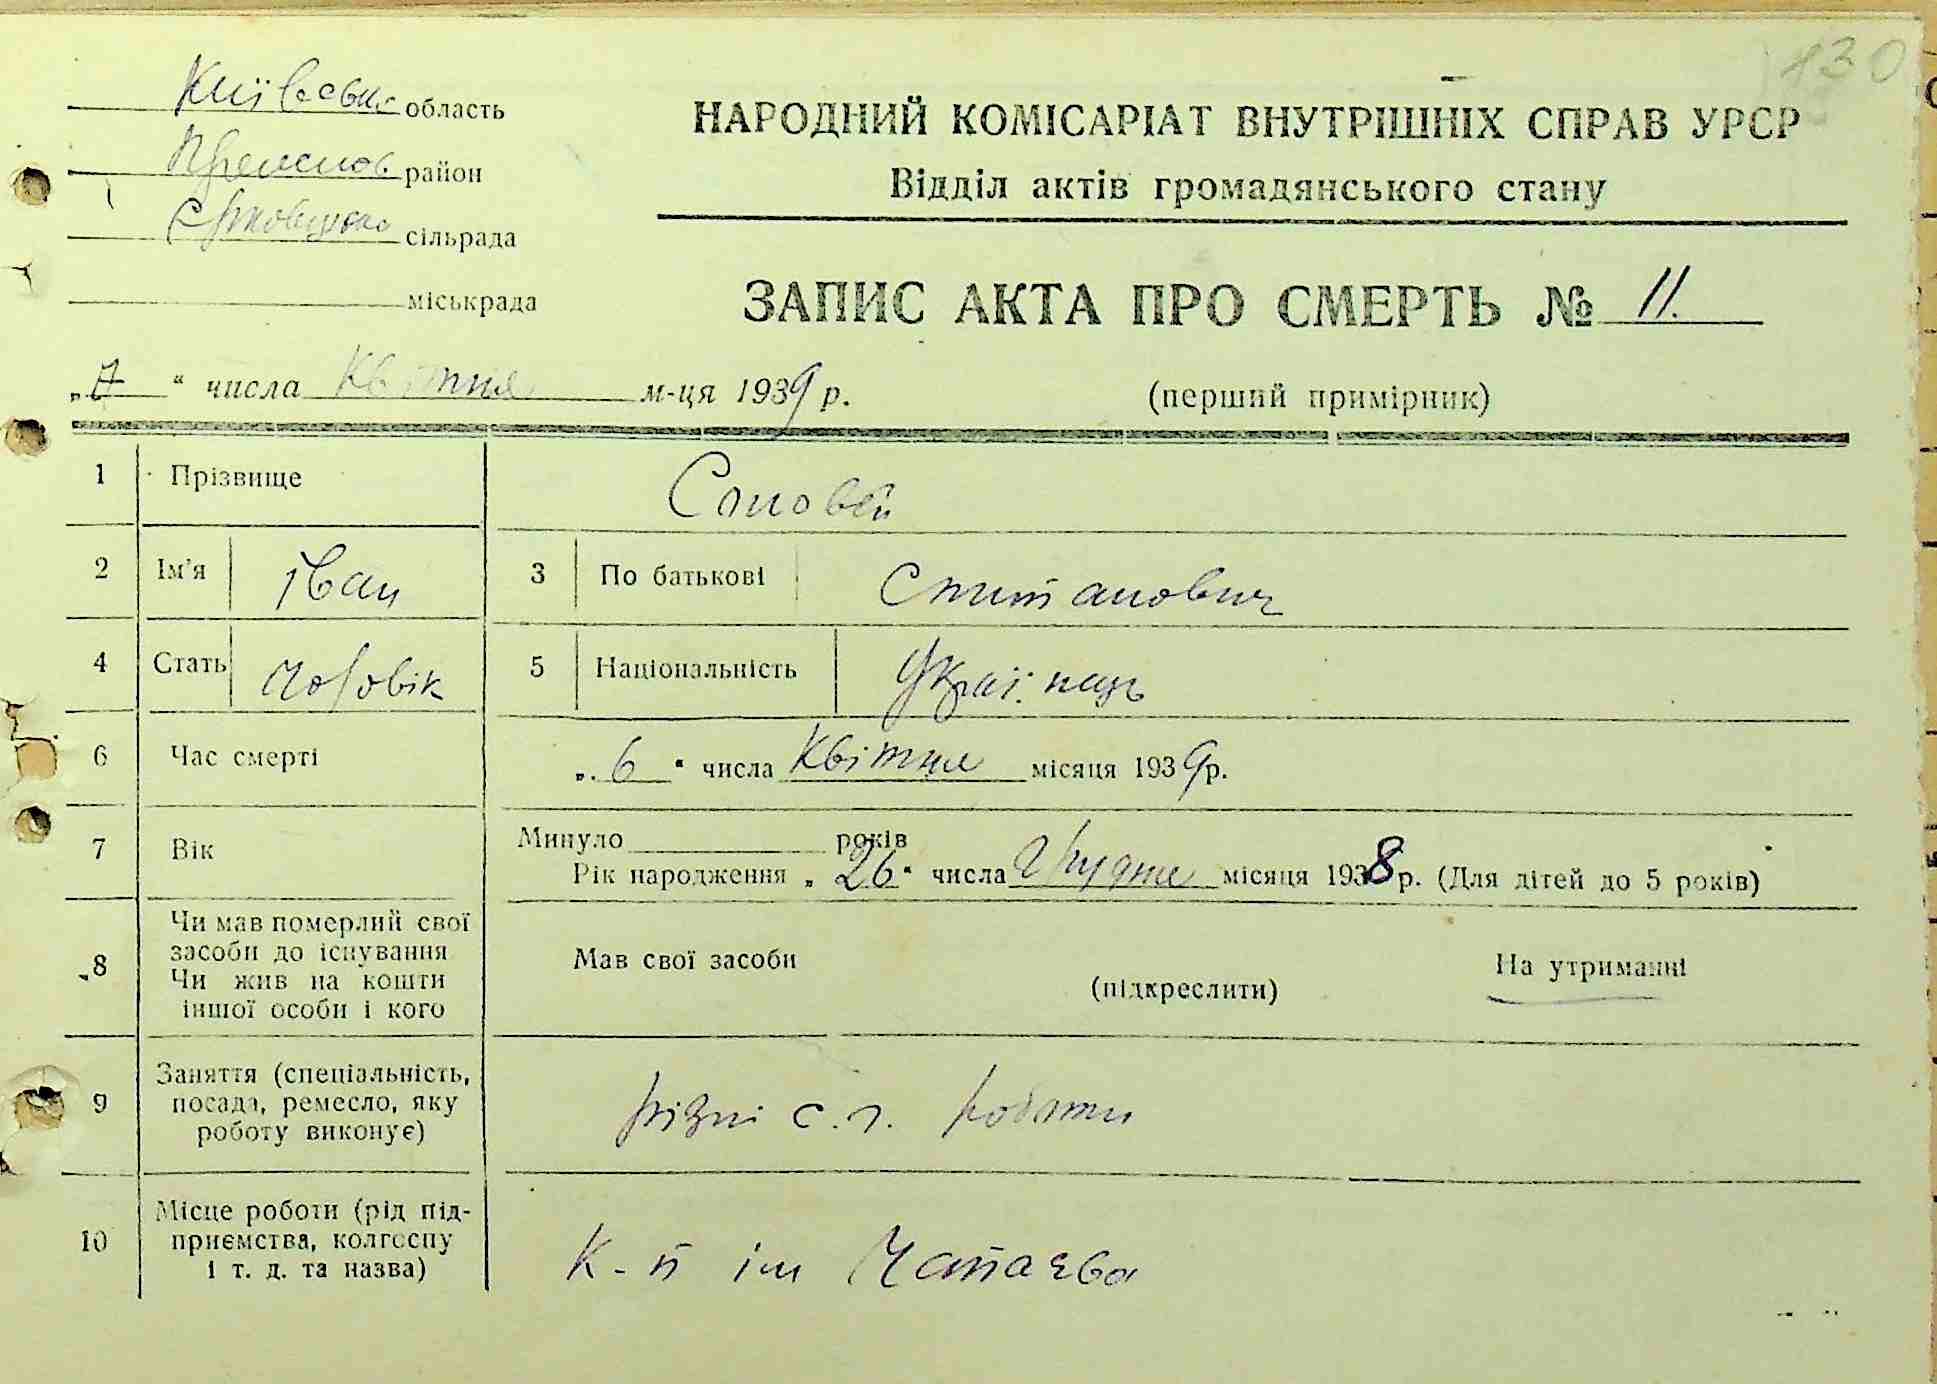 130
Київська область
район
сільрада
міськрада
НАРОДНИЙ КОМІСАРІАТ ВНУТРІШНІХ СПРАВ УРСР
Відділ актів громадянського стану
ЗАПИС АКТА ПРО СМЕРТЬ № 11.
„ 7 “ числа Квітня м-ця 1939 р.
(перший примірник)
1 Прізвище Соловей
2 Ім'я Іван 3 По батькові
4 Стать чоловік 5 Національність Українець
6 Час смерті „ 6 “ числа Квітня місяця 1939 р.
7 Вік Минуло років
Рік народження „ 26 “ числа Грудня місяця 1938 р. (Для дітей до 5 років)
8 Чи мав померлий свої
засоби до існування
Чи жив на кошти
іншої особи і кого
Мав свої засоби
(підкреслити)
На утриманні
9 Заняття (спеціальність,
посада, ремесло, яку
роботу виконує)
різні с.г. роботи
10 Місце роботи (рід під-
приємства, колгоспу
і т. д. та назва)
К-п ім Чапаєва